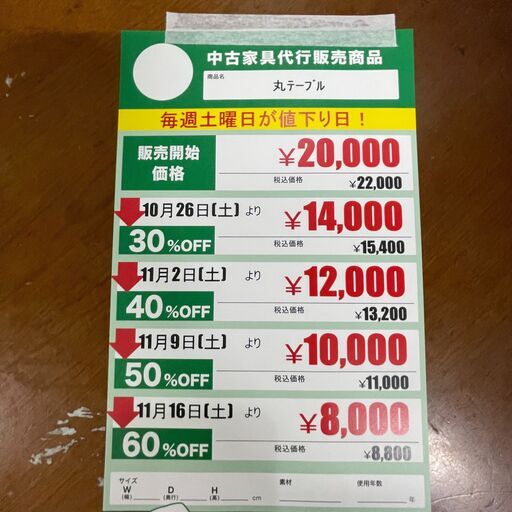 中古家具代行販売商品
商品名
丸テーブル
毎週土曜日が値下り日！
販売開始
価格
¥20,000
税込価格 ¥22,000
10月26日(土) より
30%OFF
¥14,000
税込価格 ¥15,400
11月2日(土) より
40%OFF
¥12,000
税込価格 ¥13,200
11月9日(土) より
50%OFF
¥10,000
税込価格 ¥11,000
11月16日(土) より
60%OFF
¥8,000
税込価格 ¥8,800
サイズ
W D H
(幅) (奥行) (高) cm
素材
使用年数
年